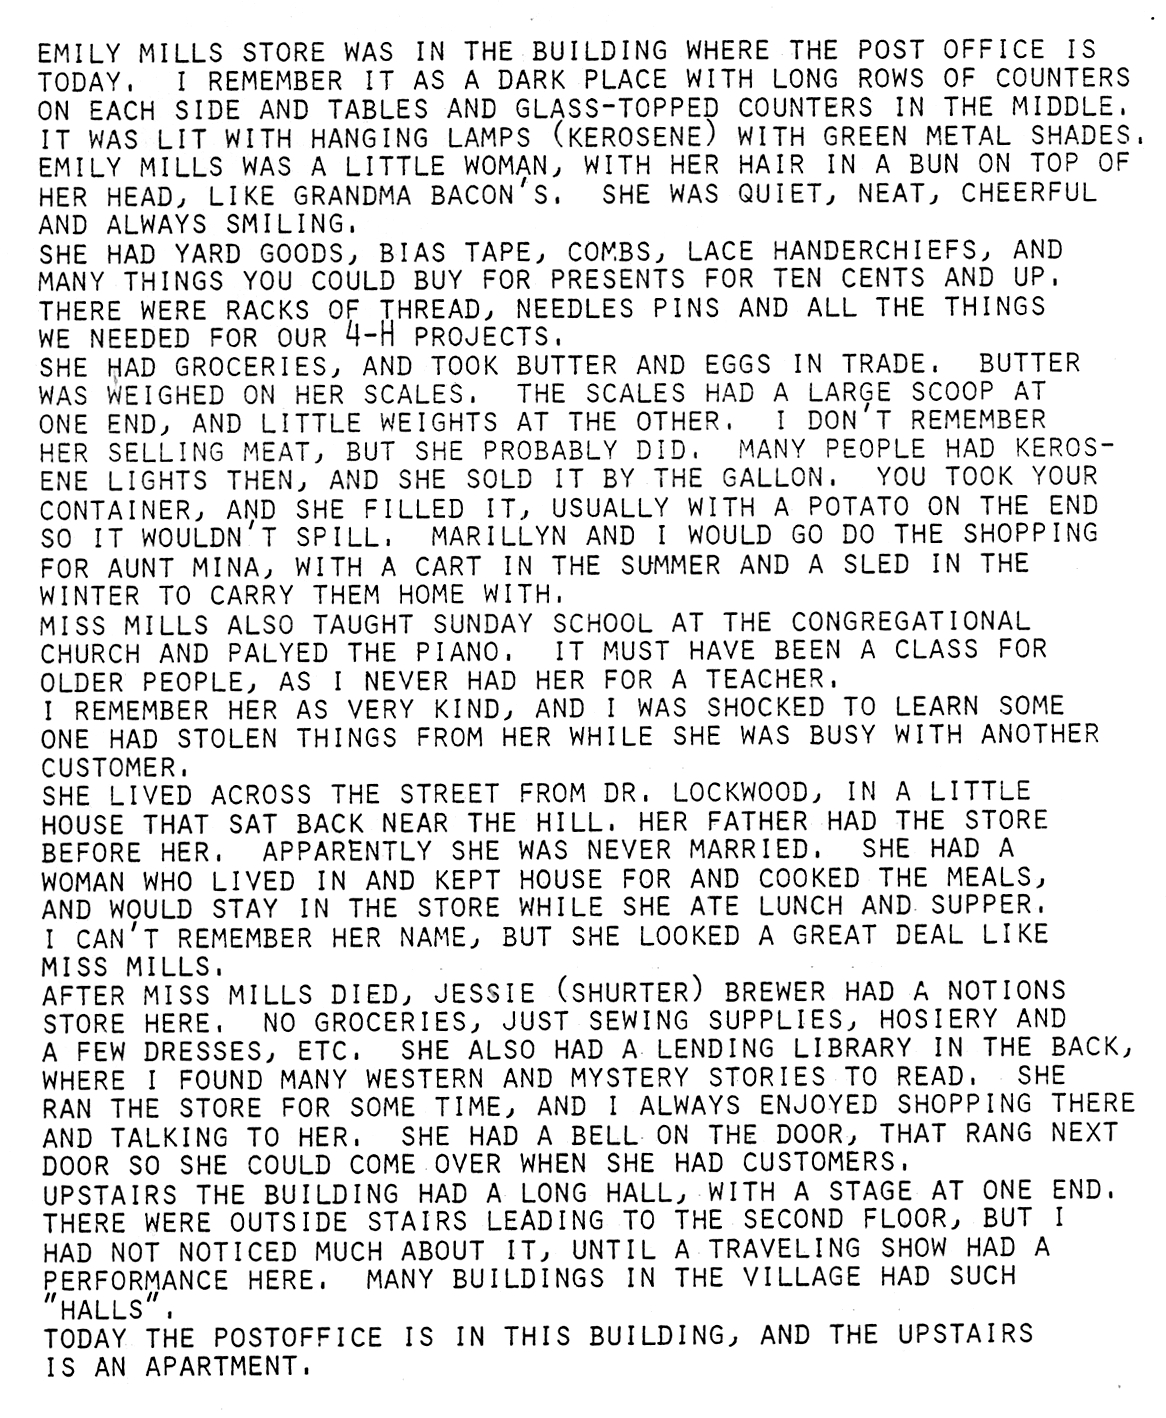 EMILY MILLS STORE WAS IN THE BUILDING WHERE THE POST OFFICE IS
TODAY. I REMEMBER IT AS A DARK PLACE WITH LONG ROWS OF COUNTERS
ON EACH SIDE AND TABLES AND GLASS-TOPPED COUNTERS IN THE MIDDLE.
IT WAS LIT WITH HANGING LAMPS (KEROSENE) WITH GREEN METAL SHADES.
EMILY MILLS WAS A LITTLE WOMAN, WITH HER HAIR IN A BUN ON TOP OF
HER HEAD, LIKE GRANDMA BACON'S. SHE WAS QUIET, NEAT, CHEERFUL
AND ALWAYS SMILING.
SHE HAD YARD GOODS, BIAS TAPE, COMBS, LACE HANDERCHIEFS, AND
MANY THINGS YOU COULD BUY FOR PRESENTS FOR TEN CENTS AND UP.
THERE WERE RACKS OF THREAD, NEEDLES PINS AND ALL THE THINGS
WE NEEDED FOR OUR 4-H PROJECTS.
SHE HAD GROCERIES, AND TOOK BUTTER AND EGGS IN TRADE. BUTTER
WAS WEIGHED ON HER SCALES. THE SCALES HAD A LARGE SCOOP AT
ONE END, AND LITTLE WEIGHTS AT THE OTHER. I DON'T REMEMBER
HER SELLING MEAT, BUT SHE PROBABLY DID. MANY PEOPLE HAD KEROS-
ENE LIGHTS THEN, AND SHE SOLD IT BY THE GALLON. YOU TOOK YOUR
CONTAINER, AND SHE FILLED IT, USUALLY WITH A POTATO ON THE END
SO IT WOULDN'T SPILL. MARILLYN AND I WOULD GO DO THE SHOPPING
FOR AUNT MINA, WITH A CART IN THE SUMMER AND A SLED IN THE
WINTER TO CARRY THEM HOME WITH.
MISS MILLS ALSO TAUGHT SUNDAY SCHOOL AT THE CONGREGATIONAL
CHURCH AND PALYED THE PIANO. IT MUST HAVE BEEN A CLASS FOR
OLDER PEOPLE, AS I NEVER HAD HER FOR A TEACHER.
I REMEMBER HER AS VERY KIND, AND I WAS SHOCKED TO LEARN SOME
ONE HAD STOLEN THINGS FROM HER WHILE SHE WAS BUSY WITH ANOTHER
CUSTOMER.
SHE LIVED ACROSS THE STREET FROM DR. LOCKWOOD, IN A LITTLE
HOUSE THAT SAT BACK NEAR THE HILL. HER FATHER HAD THE STORE
BEFORE HER. APPARENTLY SHE WAS NEVER MARRIED. SHE HAD A
WOMAN WHO LIVED IN AND KEPT HOUSE FOR AND COOKED THE MEALS,
AND WOULD STAY IN THE STORE WHILE SHE ATE LUNCH AND SUPPER.
I CAN'T REMEMBER HER NAME, BUT SHE LOOKED A GREAT DEAL LIKE
MISS MILLS.
AFTER MISS MILLS DIED, JESSIE (SHURTER) BREWER HAD A NOTIONS
STORE HERE. NO GROCERIES, JUST SEWING SUPPLIES, HOSIERY AND
A FEW DRESSES, ETC. SHE ALSO HAD A LENDING LIBRARY IN THE BACK,
WHERE I FOUND MANY WESTERN AND MYSTERY STORIES TO READ. SHE
RAN THE STORE FOR SOME TIME, AND I ALWAYS ENJOYED SHOPPING THERE
AND TALKING TO HER. SHE HAD A BELL ON THE DOOR, THAT RANG NEXT
DOOR SO SHE COULD COME OVER WHEN SHE HAD CUSTOMERS.
UPSTAIRS THE BUILDING HAD A LONG HALL, WITH A STAGE AT ONE END.
THERE WERE OUTSIDE STAIRS LEADING TO THE SECOND FLOOR, BUT I
HAD NOT NOTICED MUCH ABOUT IT, UNTIL A TRAVELING SHOW HAD A
PERFORMANCE HERE. MANY BUILDINGS IN THE VILLAGE HAD SUCH
"HALLS".
TODAY THE POSTOFFICE IS IN THIS BUILDING, AND THE UPSTAIRS
IS AN APARTMENT.